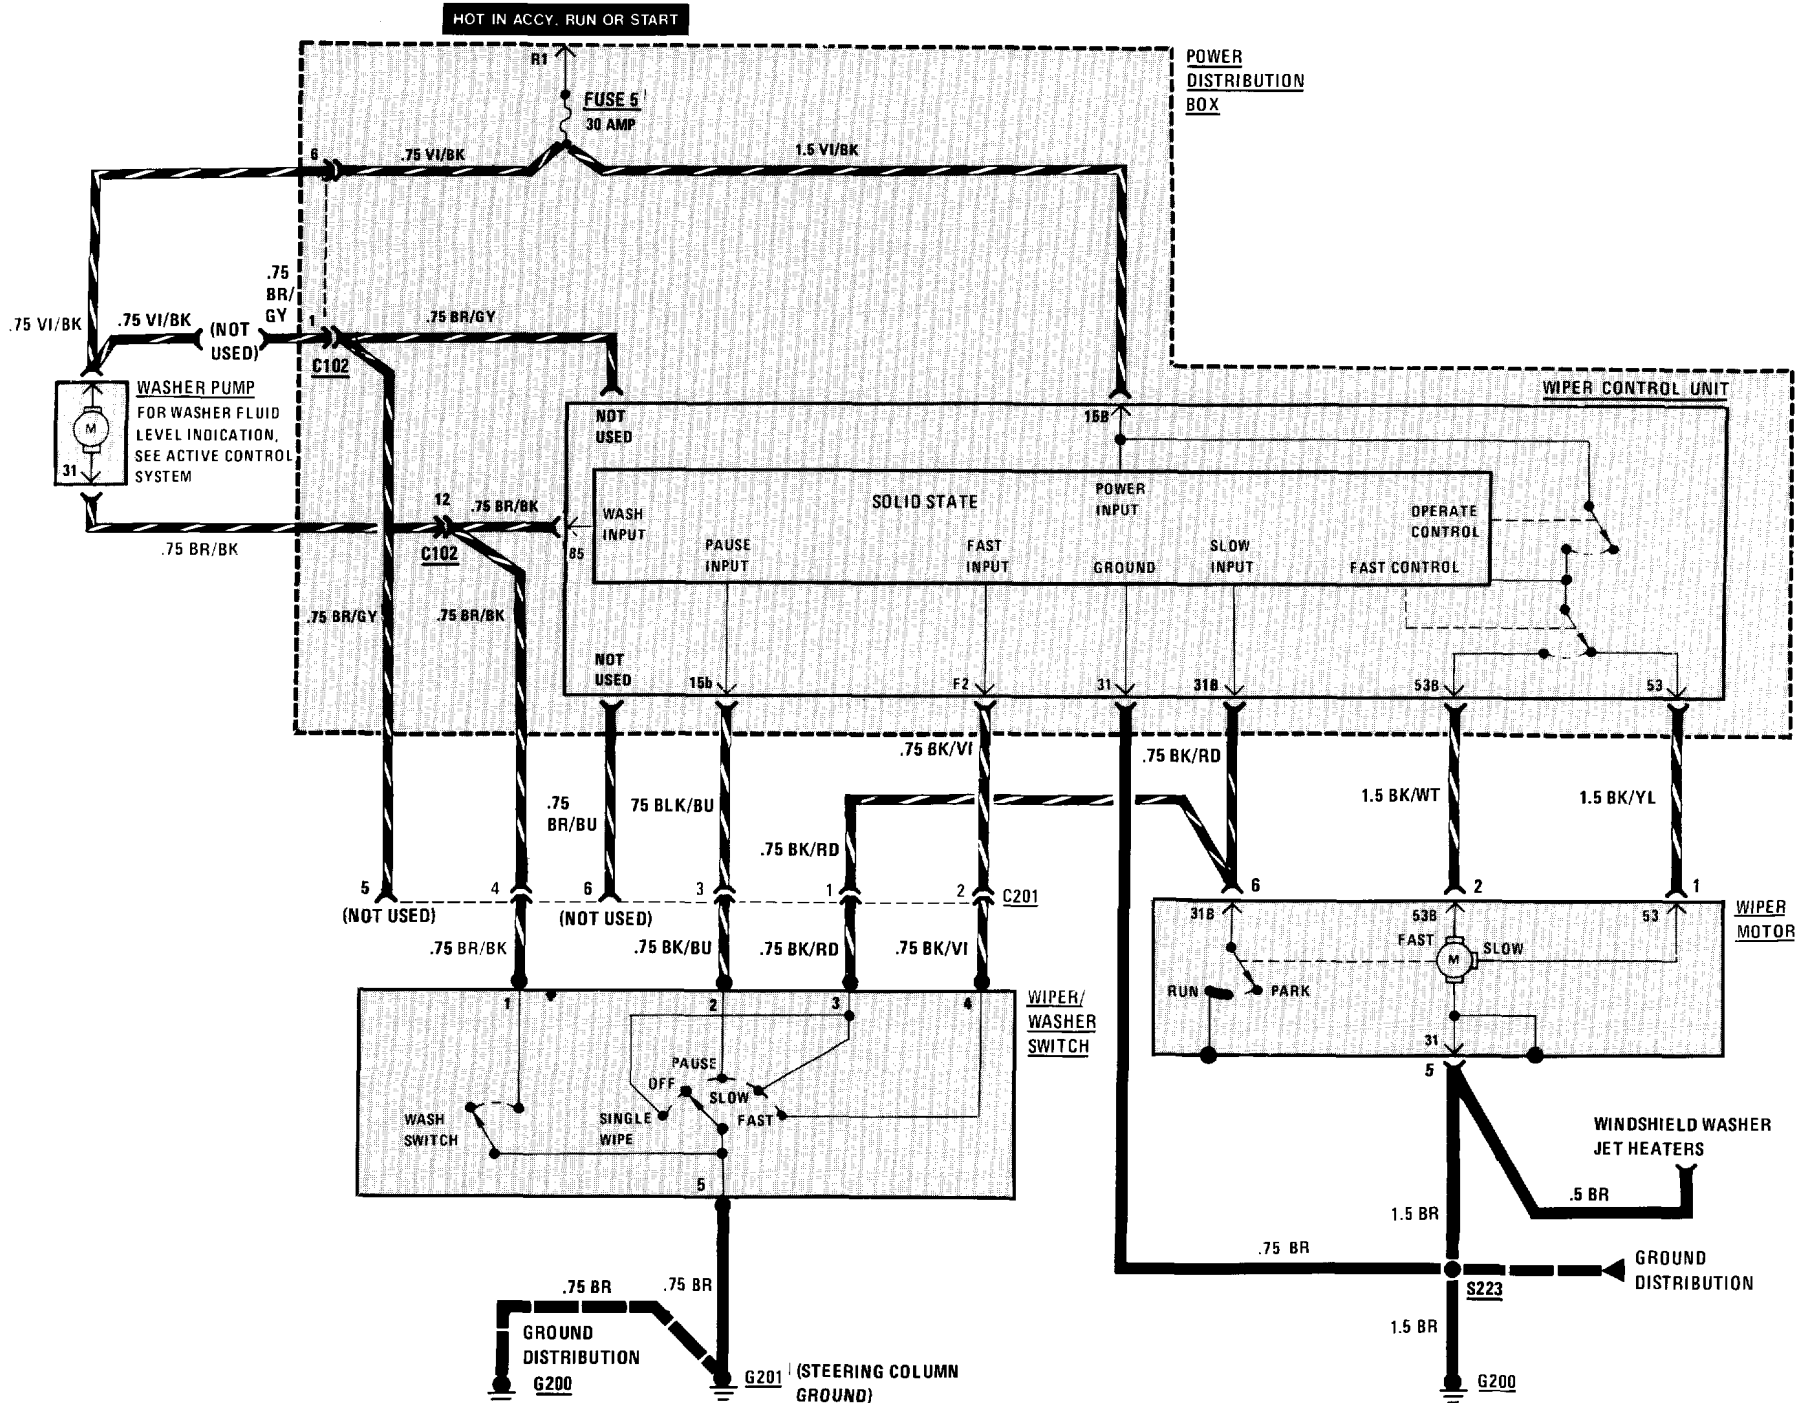 HOT IN ACCY. RUN OR START
R1
FUSE 5
30 AMP
POWER
DISTRIBUTION
BOX
6
.75 VI/BK
1.5 VI/BK
.75
BR/
GY
.75 VI/BK
.75 VI/BK
(NOT
USED)
1
.75 BR/GY
C102
WASHER PUMP
FOR WASHER FLUID
LEVEL INDICATION,
SEE ACTIVE CONTROL
SYSTEM
M
31
WIPER CONTROL UNIT
NOT
USED
15B
SOLID STATE
POWER
INPUT
WASH
INPUT
OPERATE
CONTROL
12
.75 BR/BK
85
C102
.75 BR/BK
PAUSE
INPUT
FAST
INPUT
GROUND
SLOW
INPUT
FAST CONTROL
.75 BR/GY
.75 BR/BK
NOT
USED
15b
F2
31
31B
53B
53
.75 BK/VI
.75 BK/RD
.75
BR/BU
75 BLK/BU
.75 BK/RD
1.5 BK/WT
1.5 BK/YL
5
(NOT USED)
4
6
(NOT USED)
3
1
2
C201
6
2
1
.75 BR/BK
.75 BK/BU
.75 BK/RD
.75 BK/VI
31B
53B
53
WIPER
MOTOR
FAST
M
SLOW
RUN
PARK
31
5
1
2
3
4
WIPER/
WASHER
SWITCH
PAUSE
OFF
SLOW
SINGLE
WIPE
FAST
WASH
SWITCH
5
WINDSHIELD WASHER
JET HEATERS
.5 BR
1.5 BR
.75 BR
GROUND
DISTRIBUTION
S223
.75 BR
.75 BR
1.5 BR
GROUND
DISTRIBUTION
G200
G201
(STEERING COLUMN
GROUND)
G200